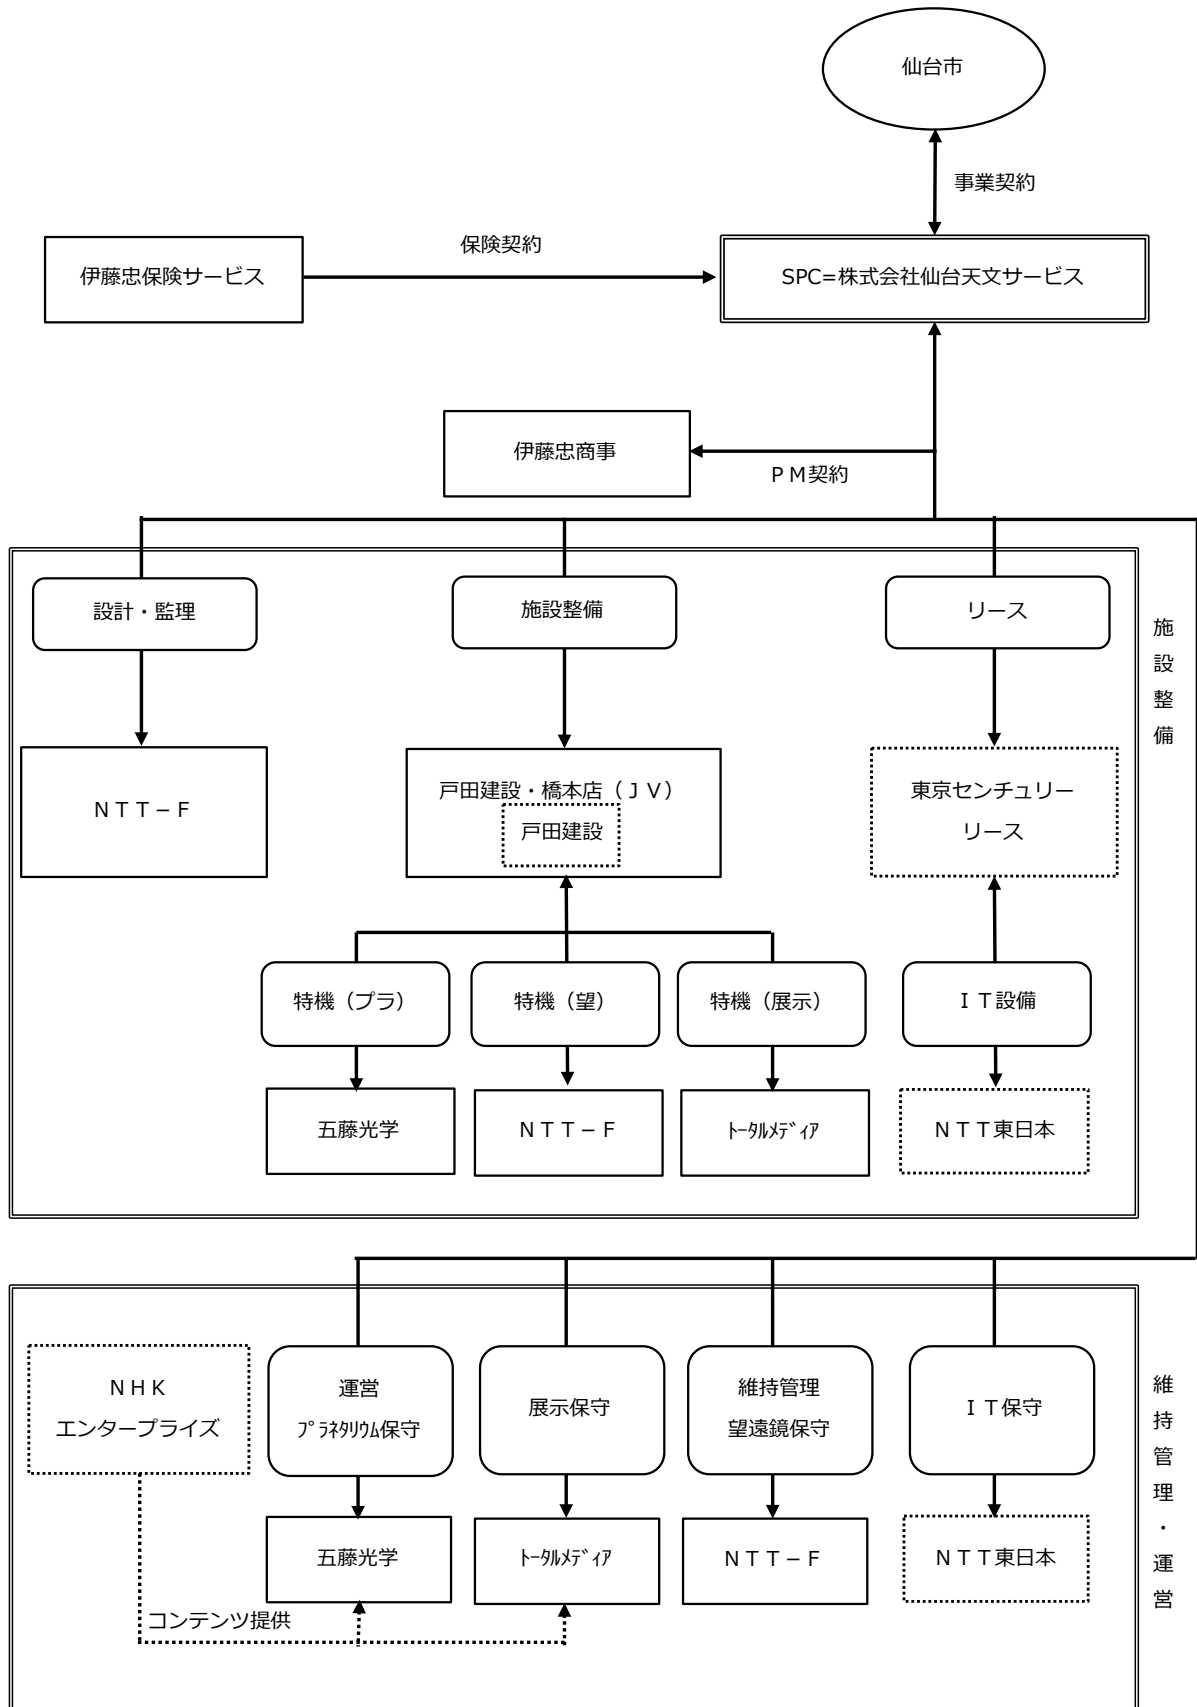 仙台市
事業契約
保険契約
伊藤忠保険サービス
SPC=株式会社仙台天文サービス
伊藤忠商事
ＰＭ契約
設計・監理
施設整備
リース
施設整備
ＮＴＴ－Ｆ
戸田建設・橋本店（ＪＶ）
戸田建設
東京センチュリー
リース
特機（プラ）
特機（望）
特機（展示）
ＩＴ設備
五藤光学
ＮＴＴ－Ｆ
ﾄｰﾀﾙﾒﾃﾞｨｱ
ＮＴＴ東日本
ＮＨＫ
エンタープライズ
運営
ﾌﾟﾗﾈﾀﾘｳﾑ保守
展示保守
維持管理
望遠鏡保守
ＩＴ保守
維持管理・運営
五藤光学
ﾄｰﾀﾙﾒﾃﾞｨｱ
ＮＴＴ－Ｆ
ＮＴＴ東日本
コンテンツ提供